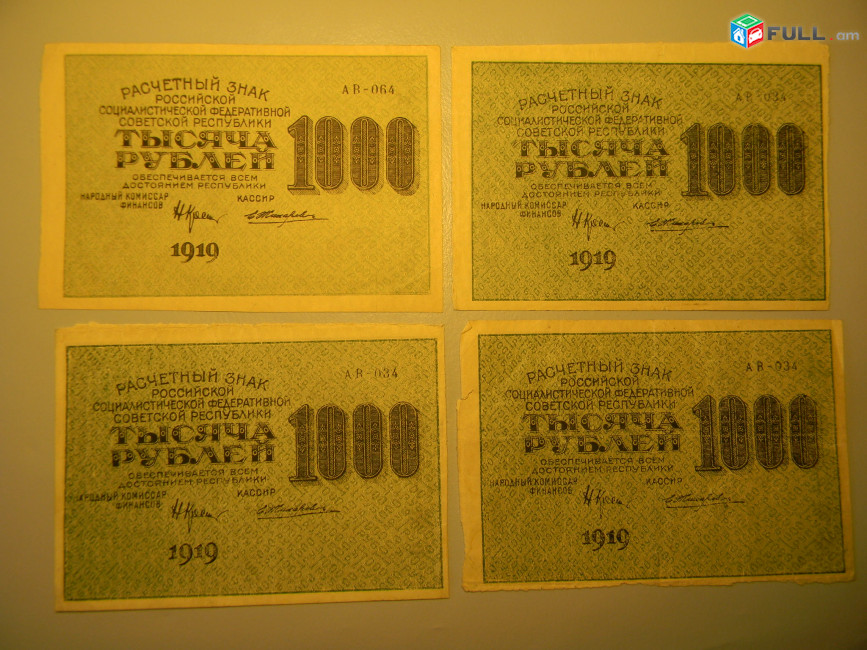 FULL.am
АВ-064
РАСЧЕТНЫЙ ЗНАК
РОССИЙСКОЙ
СОЦИАЛИСТИЧЕСКОЙ ФЕДЕРАТИВНОЙ
СОВЕТСКОЙ РЕСПУБЛИКИ
ТЫСЯЧА 1000
РУБЛЕЙ
ОБЕСПЕЧИВАЕТСЯ ВСЕМ
ДОСТОЯНИЕМ РЕСПУБЛИКИ
НАРОДНЫЙ КОМИССАР КАССИР
ФИНАНСОВ
1919
АВ-034
РАСЧЕТНЫЙ ЗНАК
РОССИЙСКОЙ
СОЦИАЛИСТИЧЕСКОЙ ФЕДЕРАТИВНОЙ
СОВЕТСКОЙ РЕСПУБЛИКИ
ТЫСЯЧА 1000
РУБЛЕЙ
ОБЕСПЕЧИВАЕТСЯ ВСЕМ
ДОСТОЯНИЕМ РЕСПУБЛИКИ
НАРОДНЫЙ КОМИССАР КАССИР
ФИНАНСОВ
1919
АВ-034
РАСЧЕТНЫЙ ЗНАК
РОССИЙСКОЙ
СОЦИАЛИСТИЧЕСКОЙ ФЕДЕРАТИВНОЙ
СОВЕТСКОЙ РЕСПУБЛИКИ
ТЫСЯЧА 1000
РУБЛЕЙ
ОБЕСПЕЧИВАЕТСЯ ВСЕМ
ДОСТОЯНИЕМ РЕСПУБЛИКИ
АРОДНЫЙ КОМИССАР КАССИР
ФИНАНСОВ
1919
АВ-034
РАСЧЕТНЫЙ ЗНАК
РОССИЙСКОЙ
СОЦИАЛИСТИЧЕСКОЙ ФЕДЕРАТИВНОЙ
СОВЕТСКОЙ РЕСПУБЛИКИ
ТЫСЯЧА 1000
РУБЛЕЙ
ОБЕСПЕЧИВАЕТСЯ ВСЕМ
ДОСТОЯНИЕМ РЕСПУБЛИКИ
НАРОДНЫЙ КОМИССАР КАССИР
ФИНАНСОВ
1919